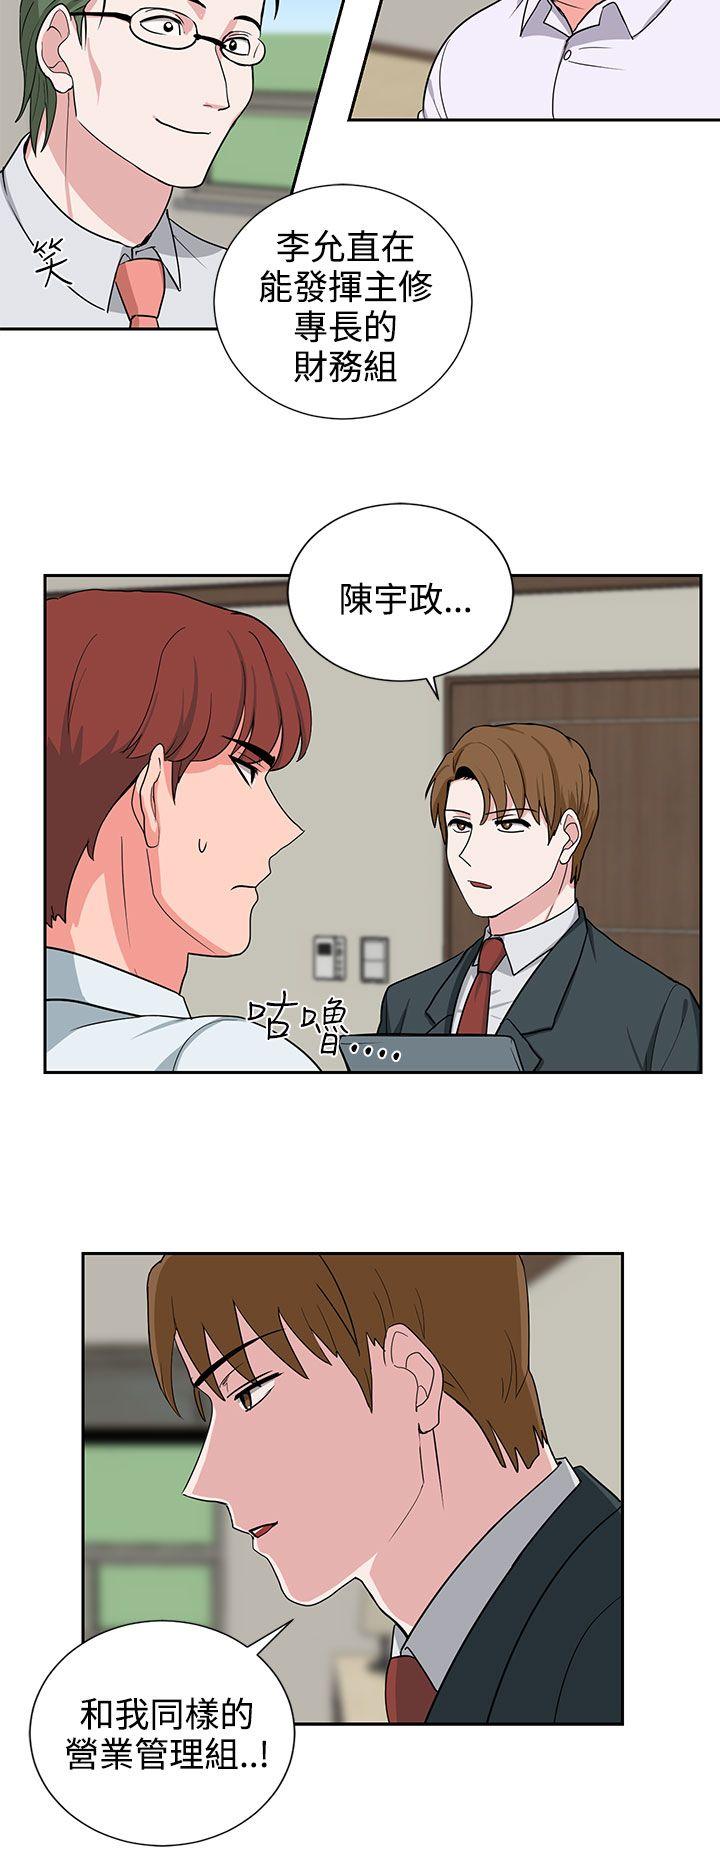 笑
李允直在
能發揮主修
專長的
財務組
陳宇政...
咕嚕....
和我同樣的
營業管理組..!